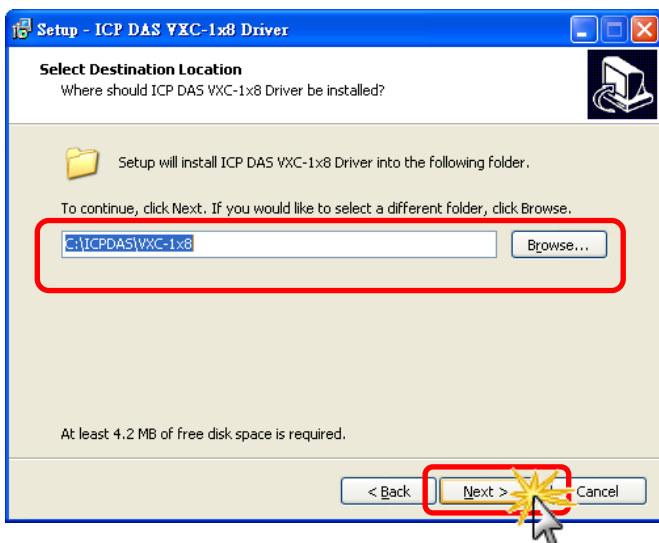 Setup - ICP DAS VXC-1x8 Driver
Select Destination Location
Where should ICP DAS VXC-1x8 Driver be installed?
Setup will install ICP DAS VXC-1x8 Driver into the following folder.
To continue, click Next. If you would like to select a different folder, click Browse.
C:\ICPDAS\VXC-1x8
Browse...
At least 4.2 MB of free disk space is required.
< Back
Next >
Cancel